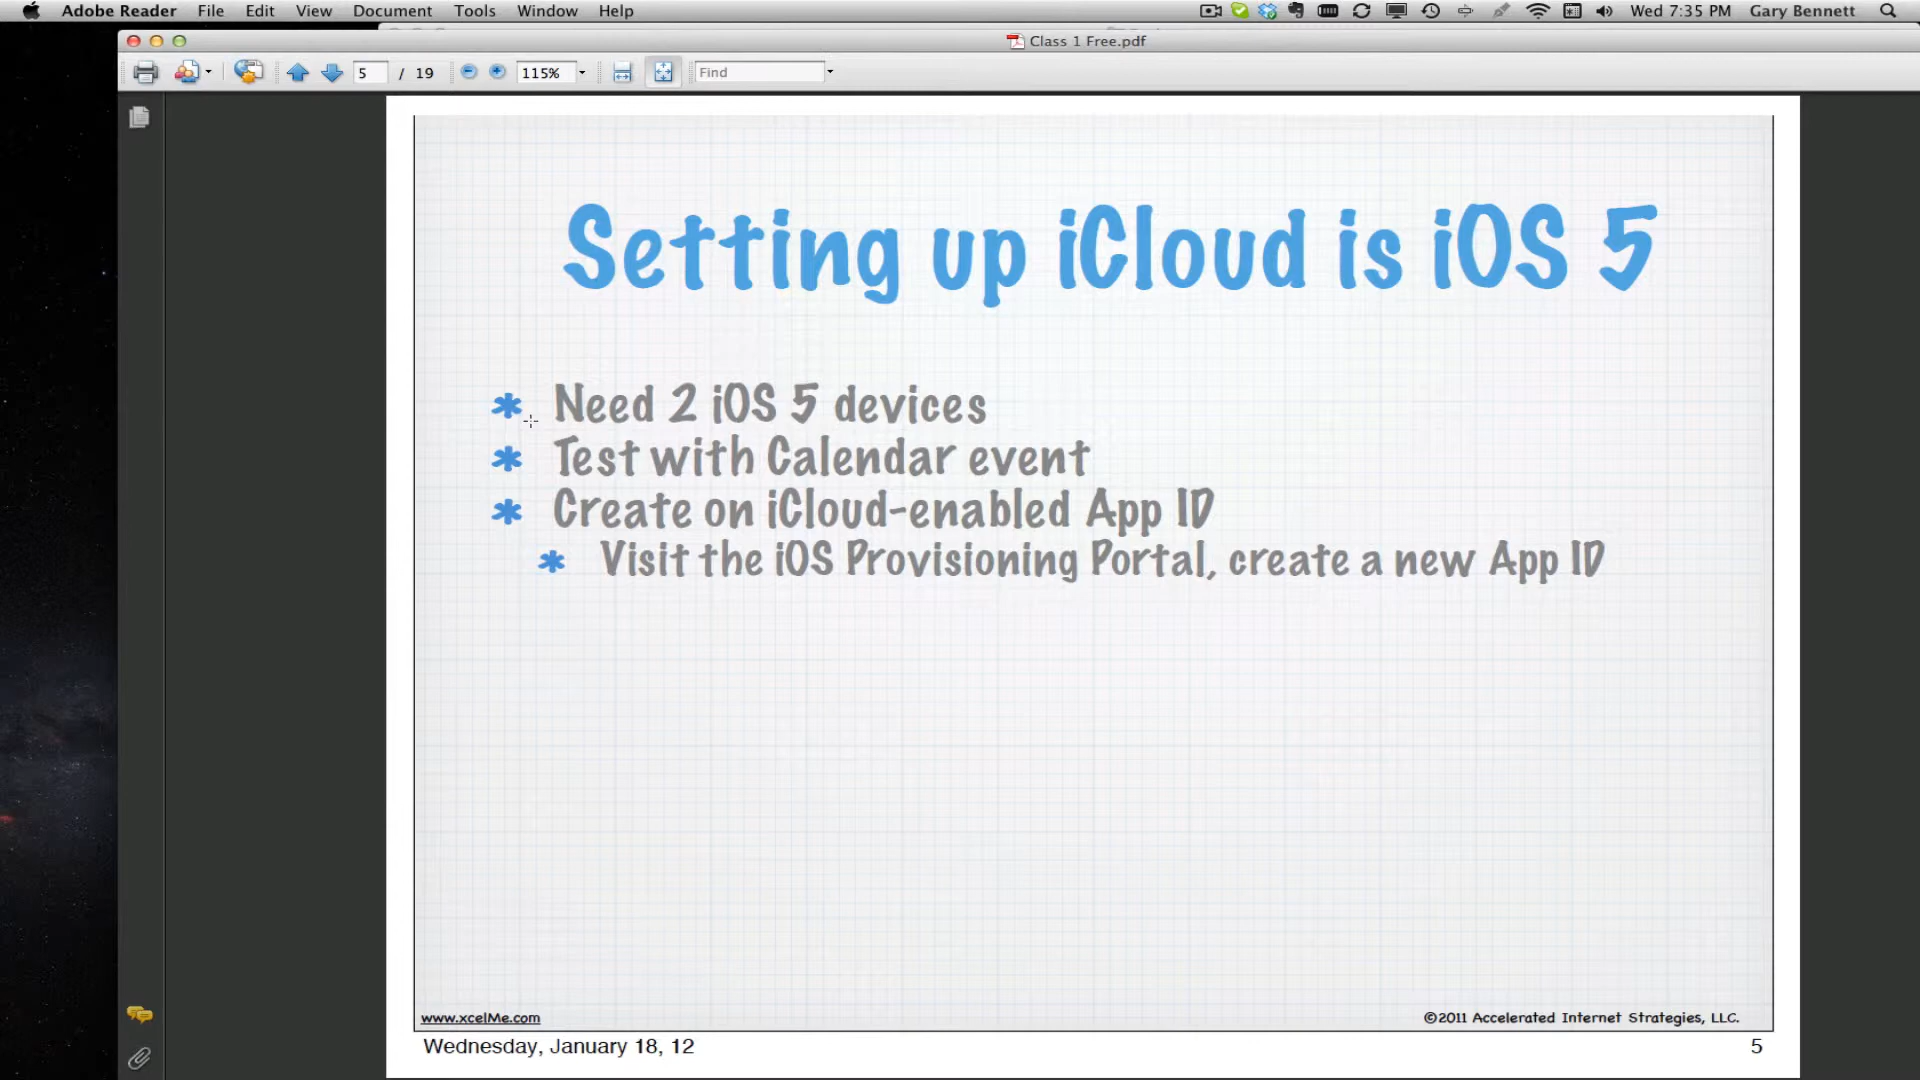 Adobe Reader File Edit View Document Tools Window Help Wed 7:35 PM Gary Bennett
Class 1 Free.pdf
5 / 19 115% Find
Setting up iCloud is iOS 5
* Need 2 iOS 5 devices
* Test with Calendar event
* Create on iCloud-enabled App ID
* Visit the iOS Provisioning Portal, create a new App ID
www.xcelMe.com ©2011 Accelerated Internet Strategies, LLC.
Wednesday, January 18, 12 5